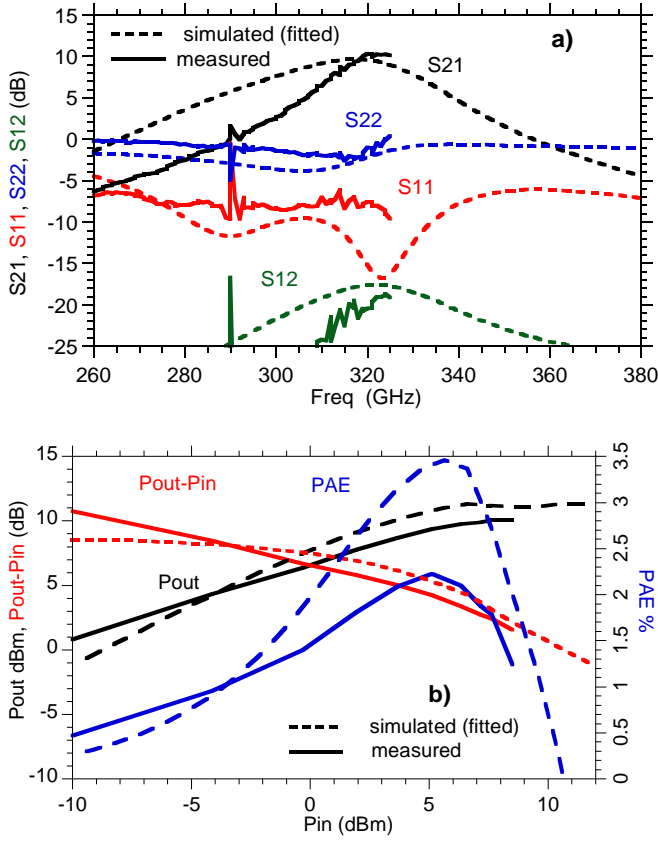 15
10
5
0
-5
-10
-15
-20
-25
S21, S11, S22, S12 (dB)
simulated (fitted)
measured
a)
S21
S22
S11
S12
260
280
300
320
340
360
380
Freq (GHz)
15
10
5
0
-5
-10
Pout dBm, Pout-Pin (dB)
Pout-Pin
PAE
Pout
b)
simulated (fitted)
measured
3.5
3
2.5
2
1.5
1
0.5
0
PAE %
-10
-5
0
5
10
Pin (dBm)